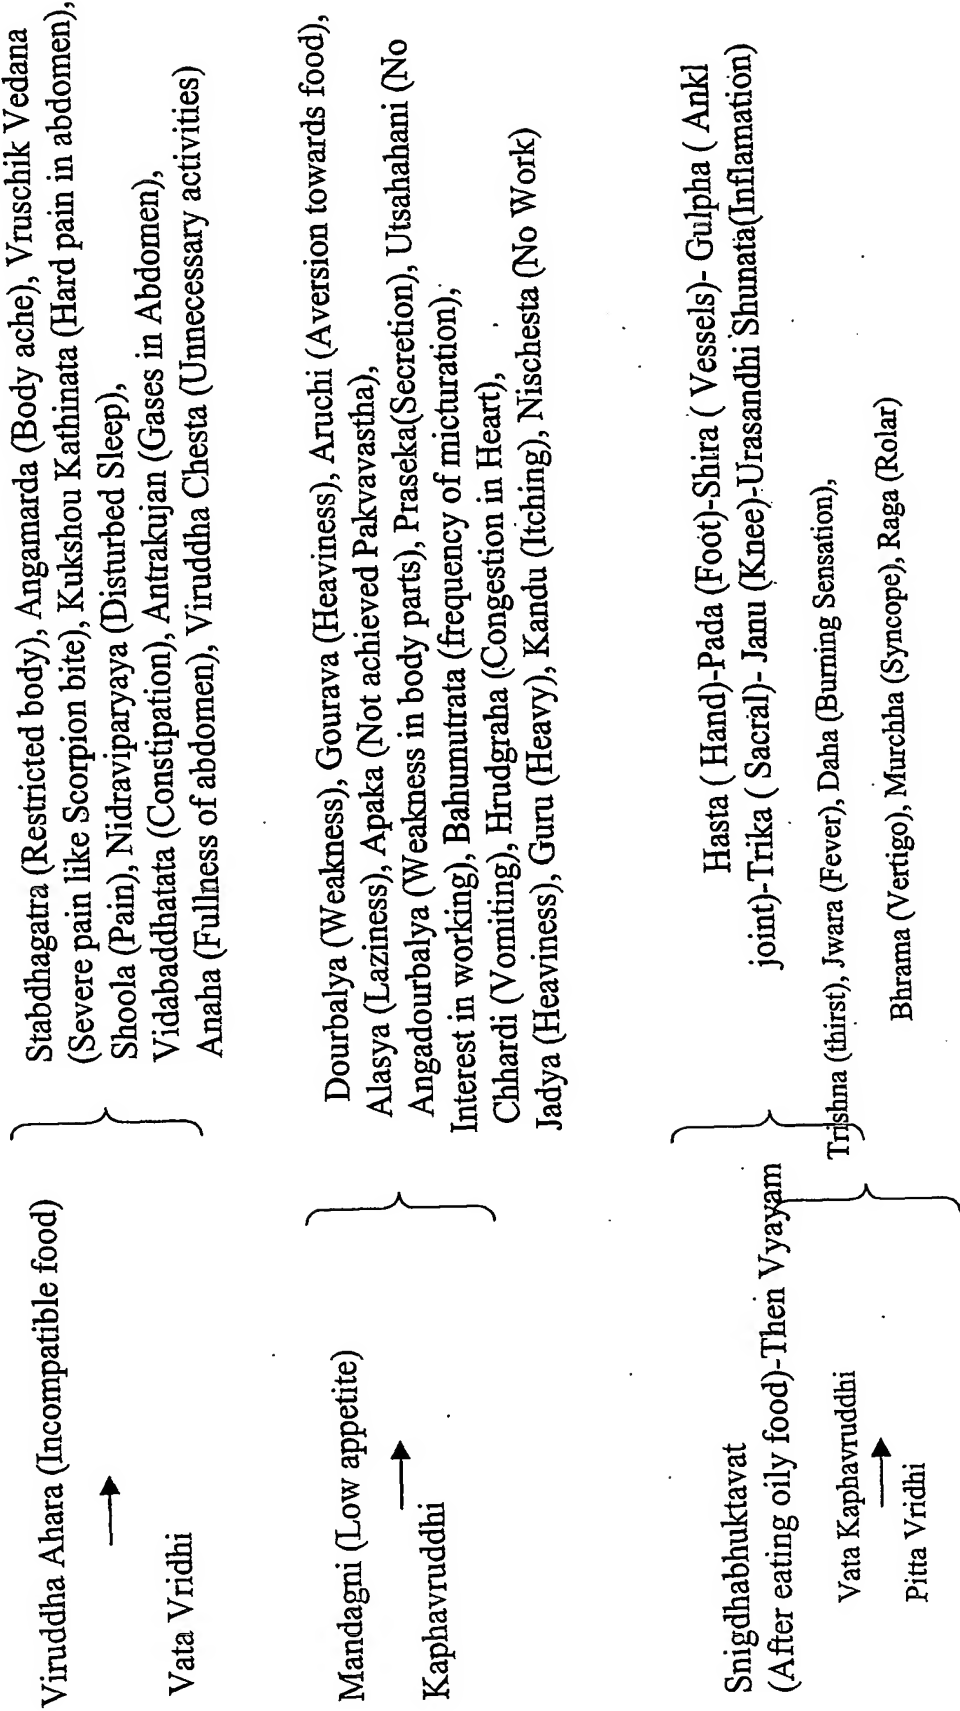 Viruddha Ahara (Incompatible food)
Vata Vridhi
Stabdhagatra (Restricted body), Angamarda (Body ache), Vruschik Vedana
(Severe pain like Scorpion bite), Kukshou Kathinata (Hard pain in abdomen),
Shoola (Pain), Nidraviparyaya (Disturbed Sleep),
Vidabaddhatata (Constipation), Antrakujan (Gases in Abdomen),
Anaha (Fullness of abdomen), Viruddha Chesta (Unnecessary activities)
Mandagni (Low appetite)
Kaphavruddhi
Dourbalya (Weakness), Gourava (Heaviness), Aruchi (Aversion towards food),
Alasya (Laziness), Apaka (Not achieved Pakvavastha),
Angadourbalya (Weakness in body parts), Praseka(Secretion), Utsahahani (No
Interest in working), Bahumutrata (frequency of micturation),
Chhardi (Vomiting), Hrudgraha (Congestion in Heart),
Jadya (Heaviness), Guru (Heavy), Kandu (Itching), Nischesta (No Work)
Snigdhabhuktavat
(After eating oily food)-Then Vyayam
Hasta ( Hand)-Pada (Foot)-Shira ( Vessels)- Gulpha ( Ankl
joint)-Trika ( Sacral)- Janu (Knee)-Urasandhi Shunata(Inflamation)
Vata Kaphavruddhi
Pitta Vridhi
Trishna (thirst), Jwara (Fever), Daha (Burning Sensation),
Bhrama (Vertigo), Murchha (Syncope), Raga (Rolar)